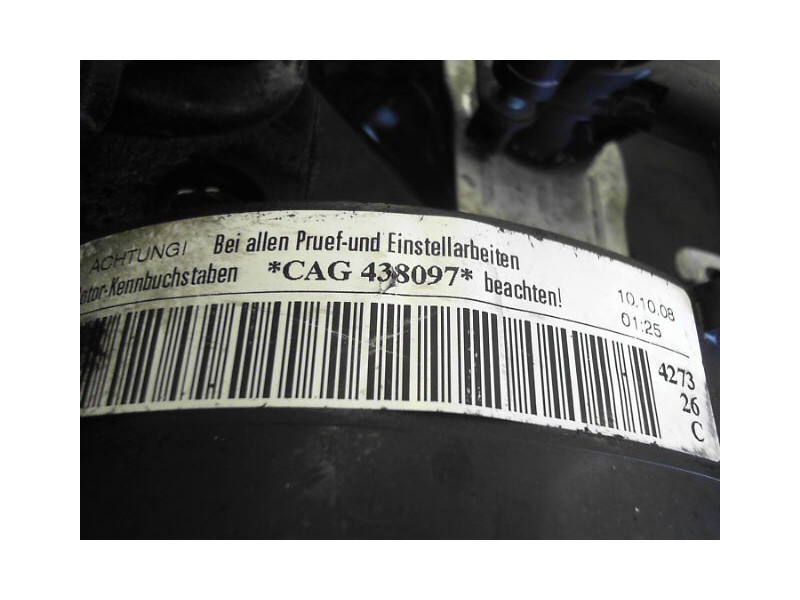 ACHTUNG! Bei allen Pruef-und Einstellarbeiten
-Kennbuchstaben *CAG 438097* beachten!
10.10.08
01:25
4273
26
C